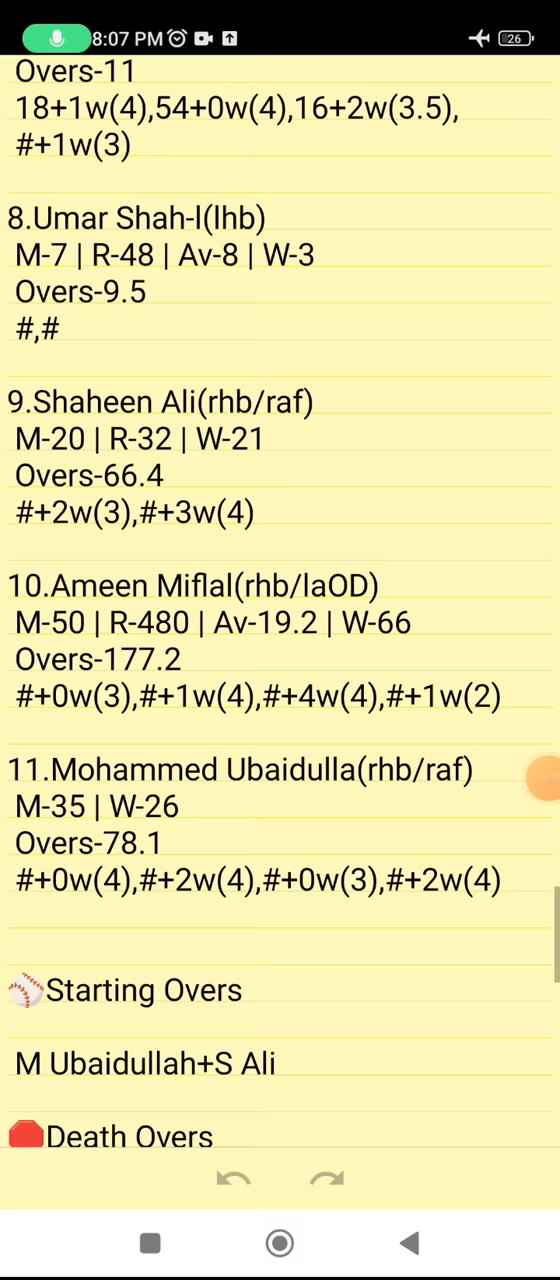 8:07 PM 26
Overs-11
18+1w(4),54+0w(4),16+2w(3.5),
#+1w(3)
8.Umar Shah-l(lhb)
M-7 | R-48 | Av-8 | W-3
Overs-9.5
#,#
9.Shaheen Ali(rhb/raf)
M-20 | R-32 | W-21
Overs-66.4
#+2w(3),#+3w(4)
10.Ameen Miflal(rhb/laOD)
M-50 | R-480 | Av-19.2 | W-66
Overs-177.2
#+0w(3),#+1w(4),#+4w(4),#+1w(2)
11.Mohammed Ubaidulla(rhb/raf)
M-35 | W-26
Overs-78.1
#+0w(4),#+2w(4),#+0w(3),#+2w(4)
Starting Overs
M Ubaidullah+S Ali
Death Overs